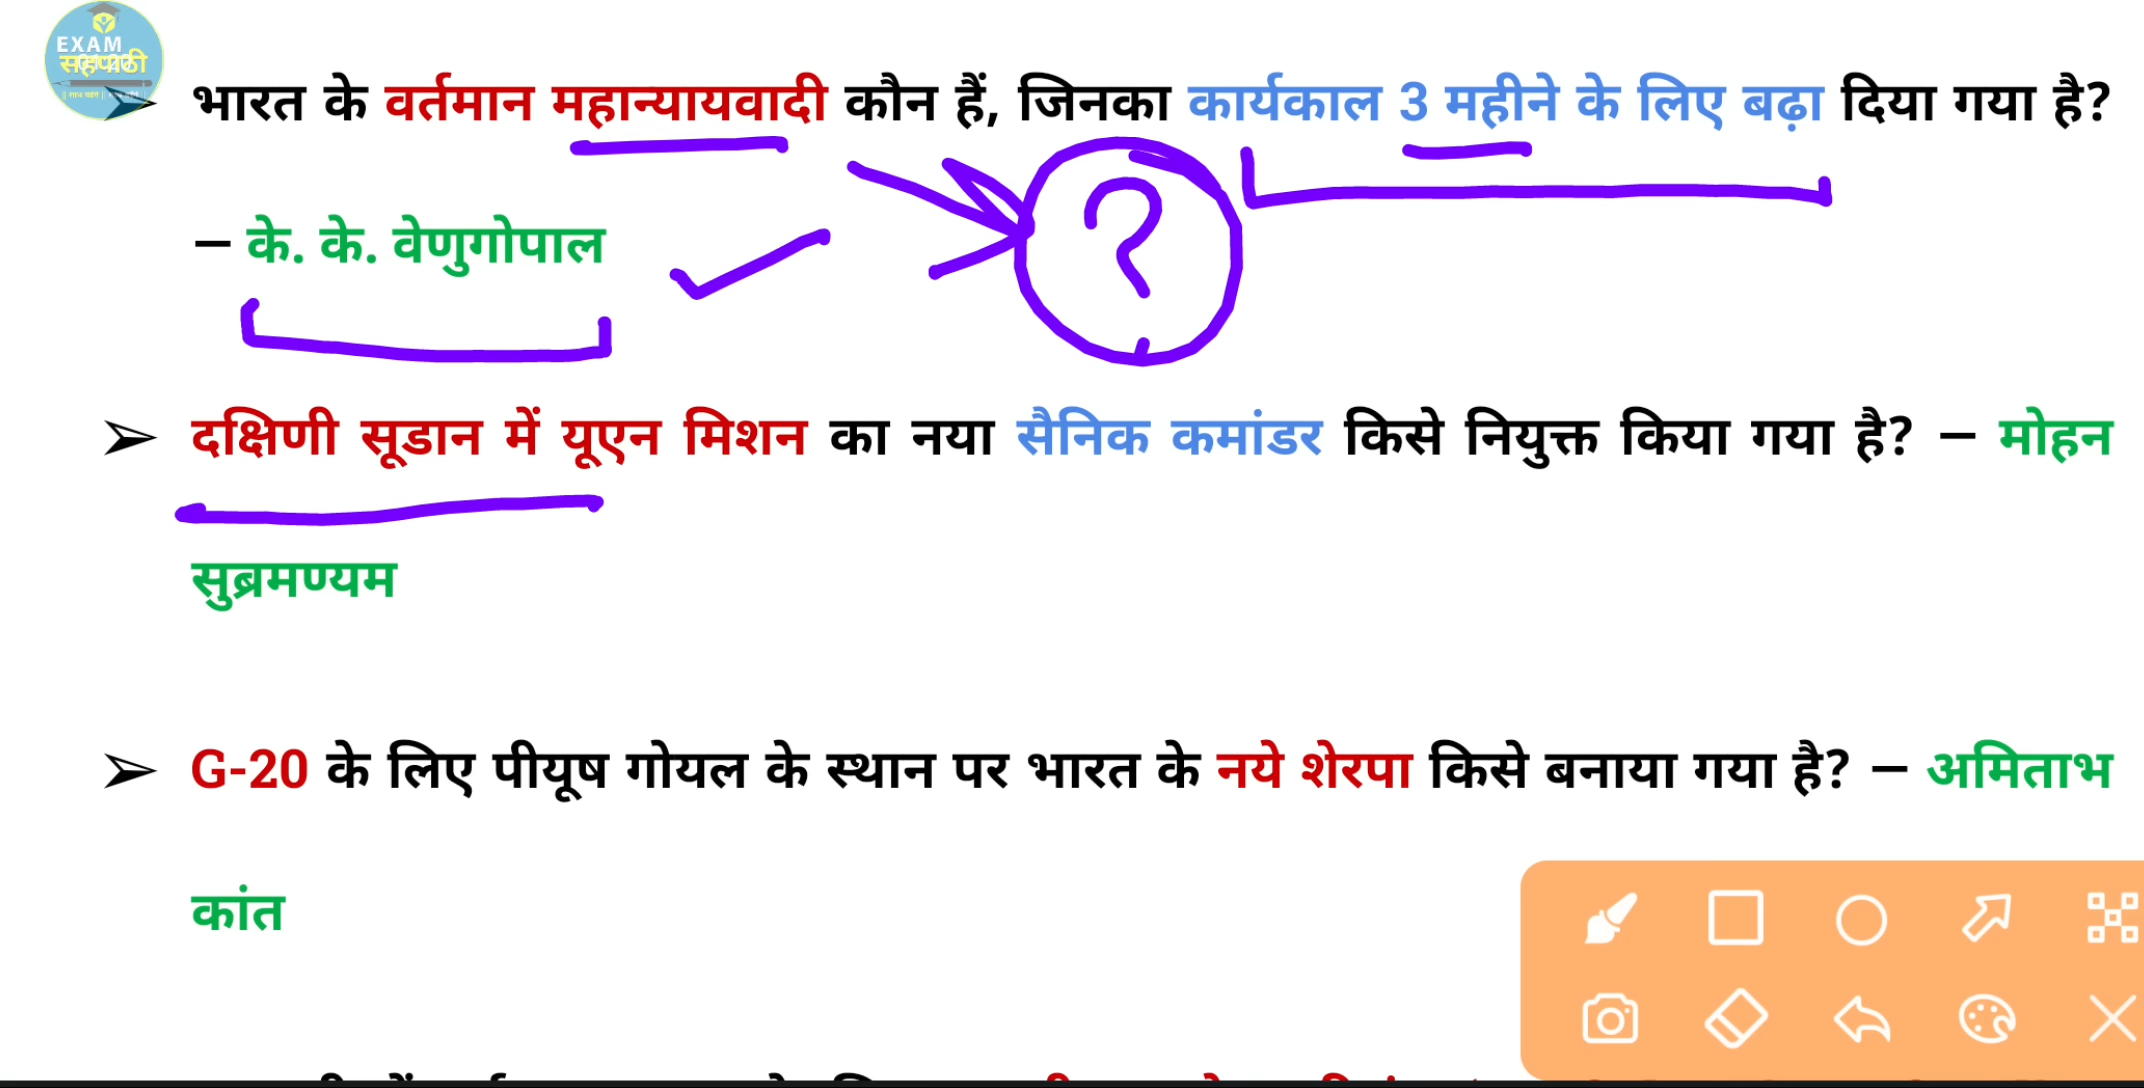 EXAM
सहपाठी
भारत के वर्तमान महान्यायवादी कौन हैं, जिनका कार्यकाल 3 महीने के लिए बढ़ा दिया गया है?
– के. के. वेणुगोपाल
?
दक्षिणी सूडान में यूएन मिशन का नया सैनिक कमांडर किसे नियुक्त किया गया है? – मोहन
सुब्रमण्यम
G-20 के लिए पीयूष गोयल के स्थान पर भारत के नये शेरपा किसे बनाया गया है? – अमिताभ
कांत